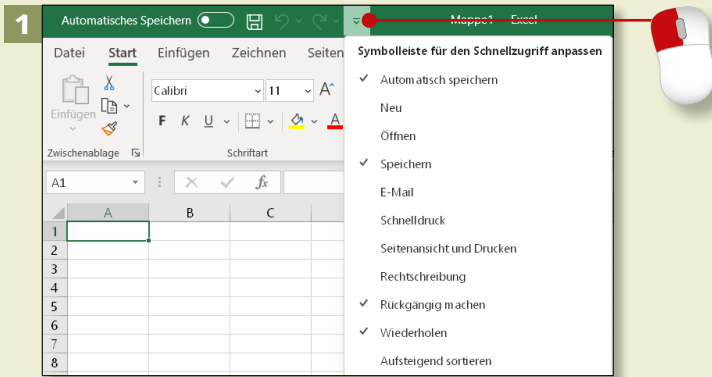 1
Automatisches Speichern
Mappe1 - Excel
Datei Start Einfügen Zeichnen Seiten
Symbolleiste für den Schnellzugriff anpassen
Automatisch speichern
Neu
Öffnen
Speichern
E-Mail
Schnelldruck
Seitenansicht und Drucken
Rechtschreibung
Rückgängig machen
Wiederholen
Aufsteigend sortieren
Einfügen
Calibri 11 A
F K U A
Zwischenablage Schriftart
A1 fx
A B C
1
2
3
4
5
6
7
8